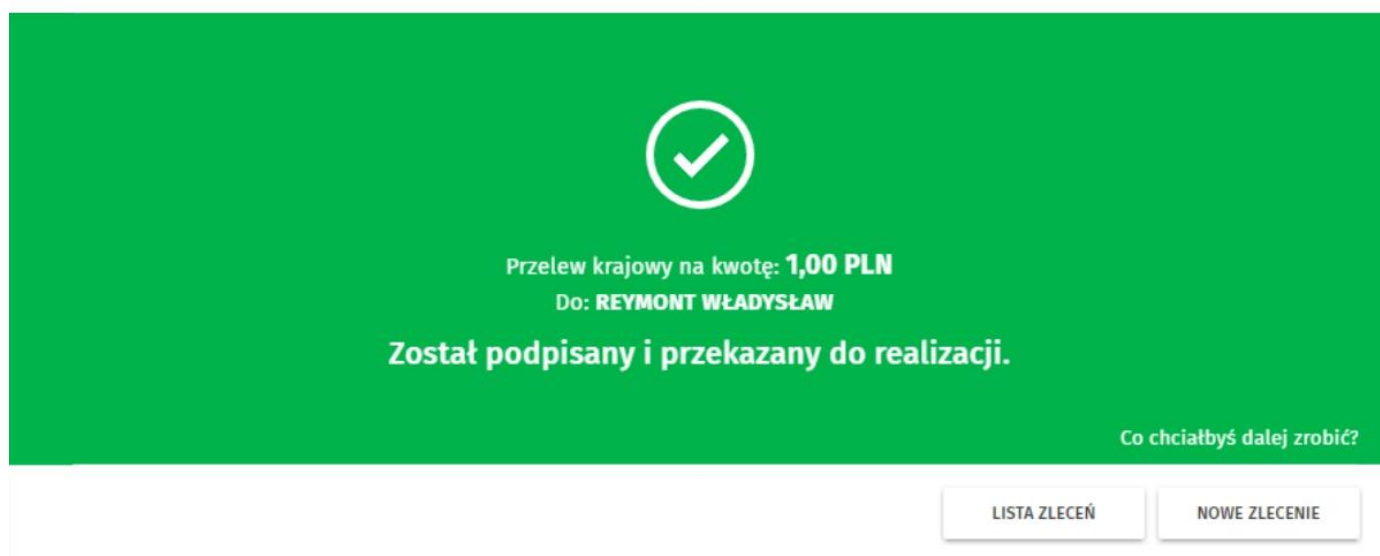 Przelew krajowy na kwotę: 1,00 PLN
Do: REYMONT WŁADYSŁAW
Został podpisany i przekazany do realizacji.
Co chciałbyś dalej zrobić?
LISTA ZLECEŃ
NOWE ZLECENIE